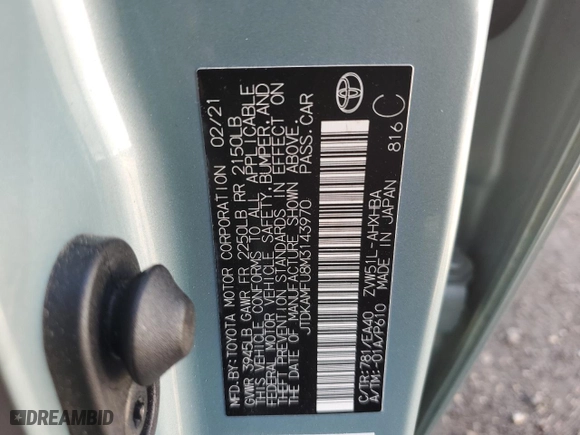 MFD.BY:TOYOTA MOTOR CORPORATION 02/21
GVWR 3945LB GAWR FR 2250LB RR 2150LB
THIS VEHICLE CONFORMS TO ALL APPLICABLE
FEDERAL MOTOR VEHICLE SAFETY, BUMPER, AND
THEFT PREVENTION STANDARDS IN EFFECT ON
THE DATE OF MANUFACTURE SHOWN ABOVE.
JTDKAMFU8M3143970 PASS.CAR
C/TR:781/EA40 ZVW51L-AHXHBA
A/TM:-01A/P610 MADE IN JAPAN 816 C
DREAMBID